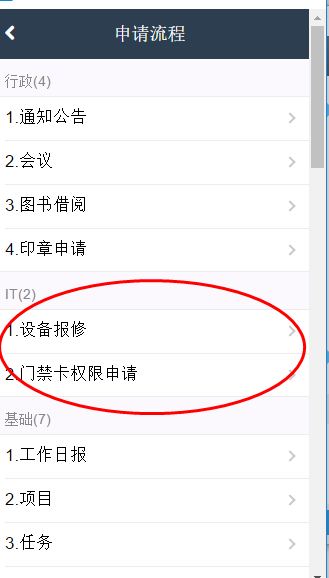 申请流程
行政(4)
1.通知公告
2.会议
3.图书借阅
4.印章申请
IT(2)
1.设备报修
2.门禁卡权限申请
基础(7)
1.工作日报
2.项目
3.任务